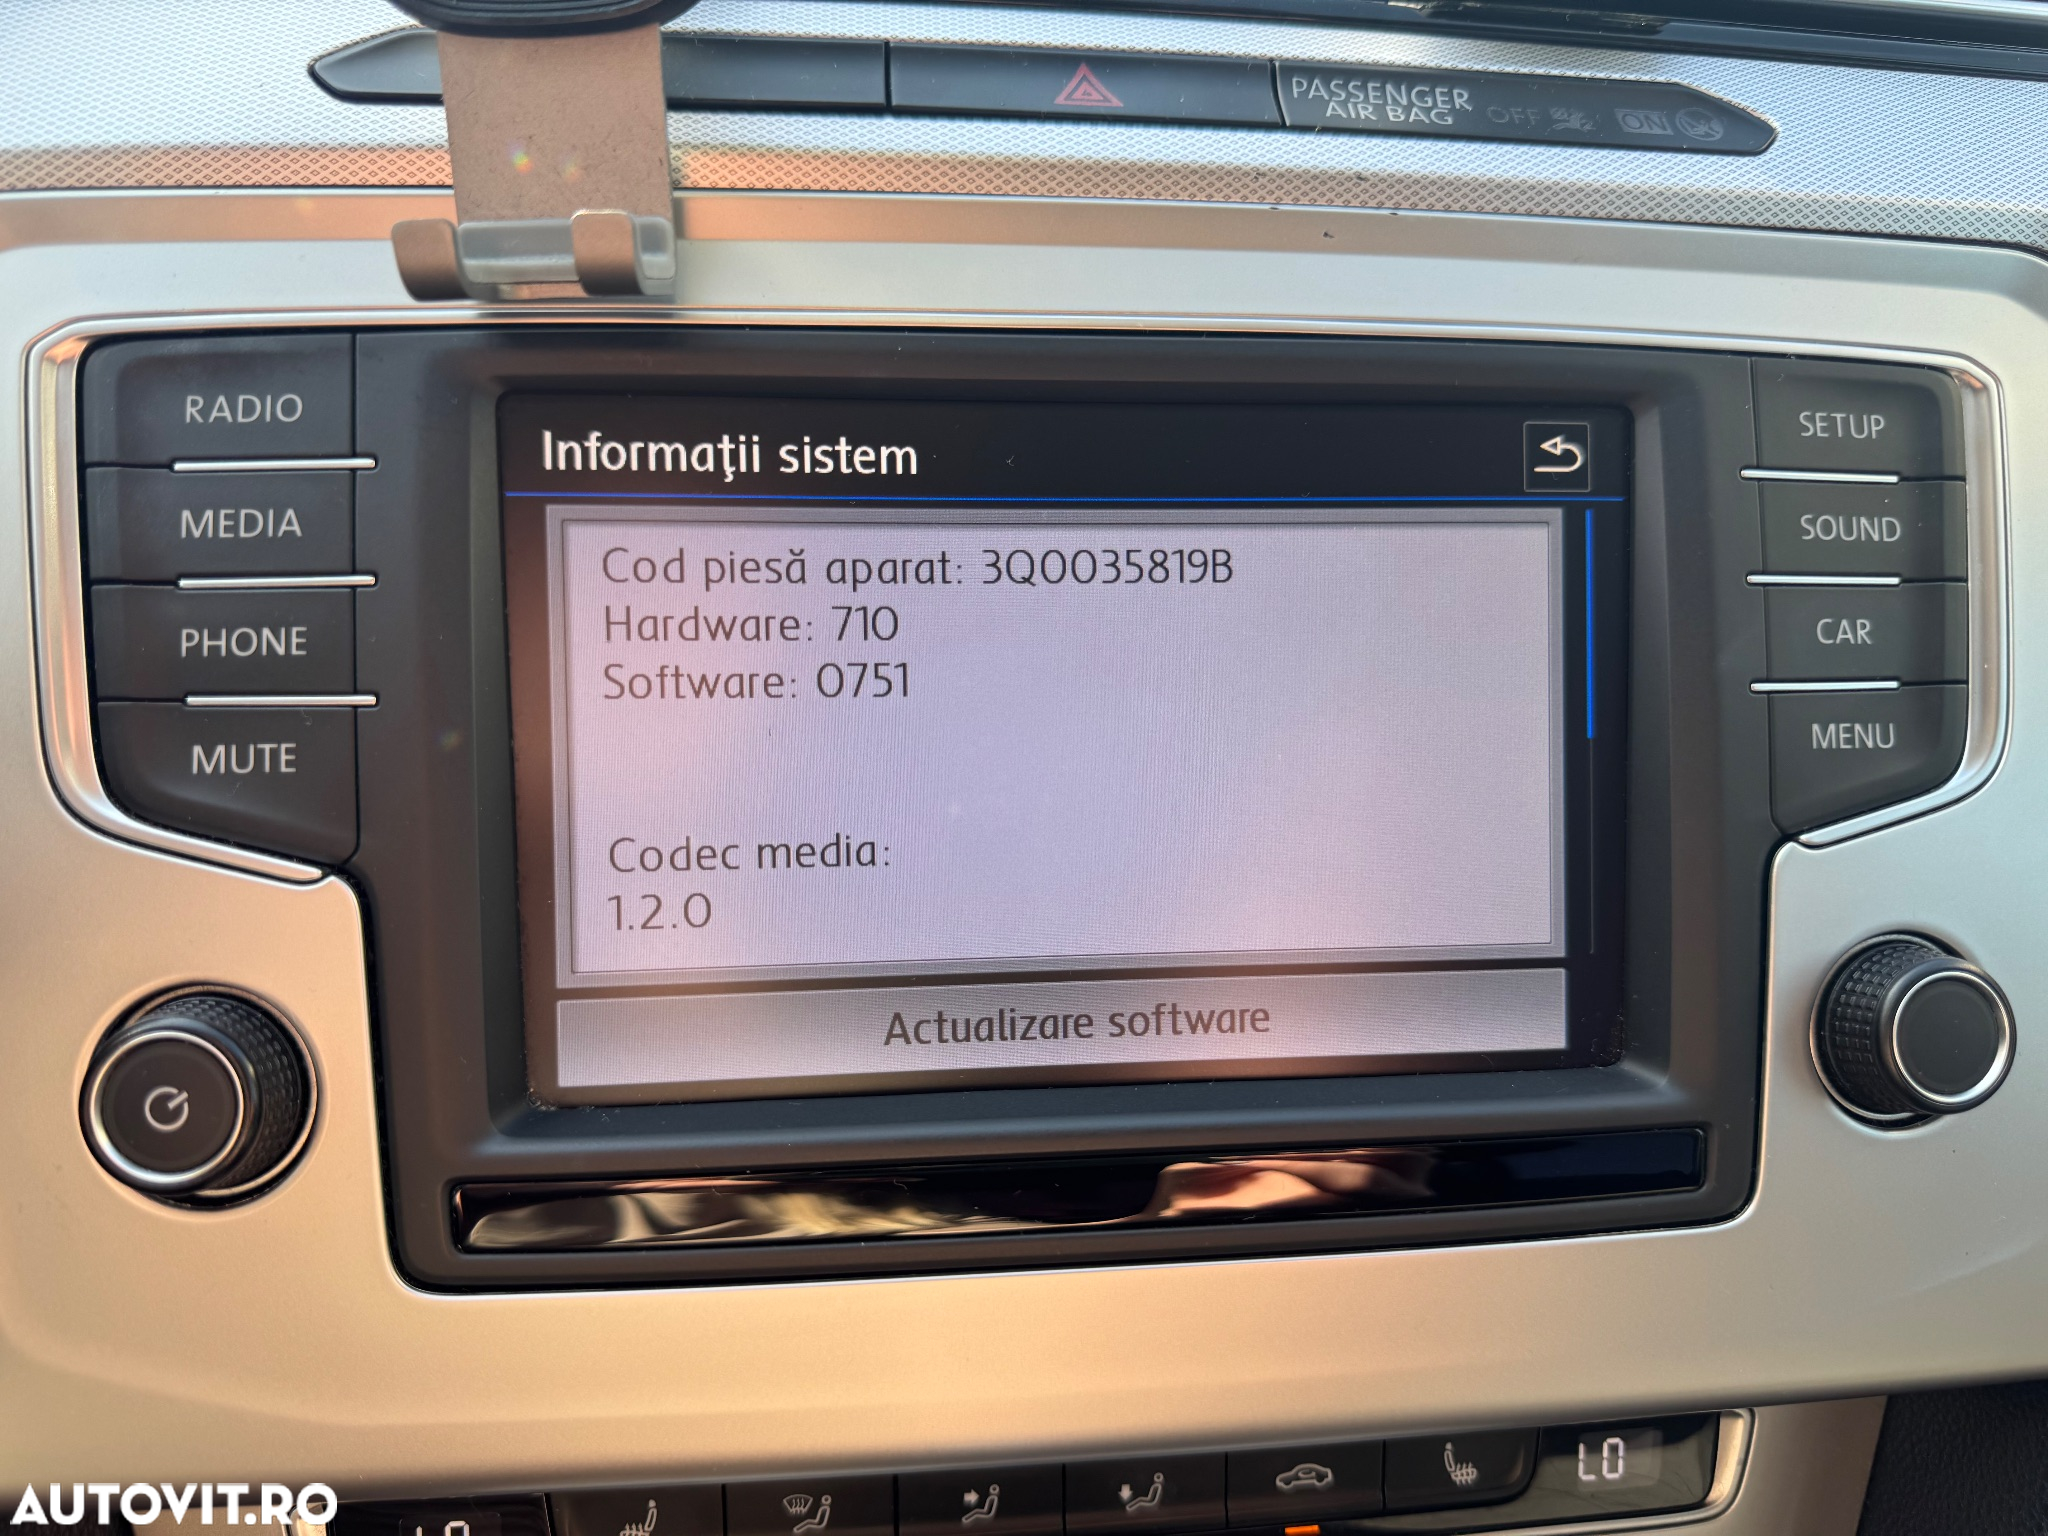 PASSENGER
AIR BAG OFF ON
RADIO
MEDIA
PHONE
MUTE
Informaţii sistem
Cod piesă aparat: 3Q0035819B
Hardware: 710
Software: 0751
Codec media:
1.2.0
Actualizare software
SETUP
SOUND
CAR
MENU
LO
LO
AUTOVIT.RO